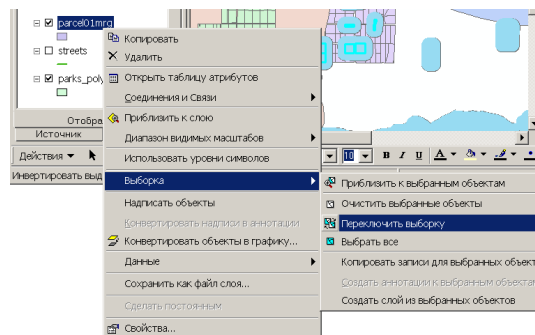 parcel01mrg
streets
parks_poly
Отобра
Источник
Действия
Инвертировать выд
Копировать
Удалить
Открыть таблицу атрибутов
Соединения и Связи
Приблизить к слою
Диапазон видимых масштабов
Использовать уровни символов
Выборка
Надписать объекты
Конвертировать надписи в аннотации
Конвертировать объекты в графику...
Данные
Сохранить как файл слоя...
Сделать постоянным
Свойства...
10 B I U A
Приблизить к выбранным объектам
Очистить выбранные объекты
Переключить выборку
Выбрать все
Копировать записи для выбранных объект
Создать аннотации к выбранным объектам
Создать слой из выбранных объектов